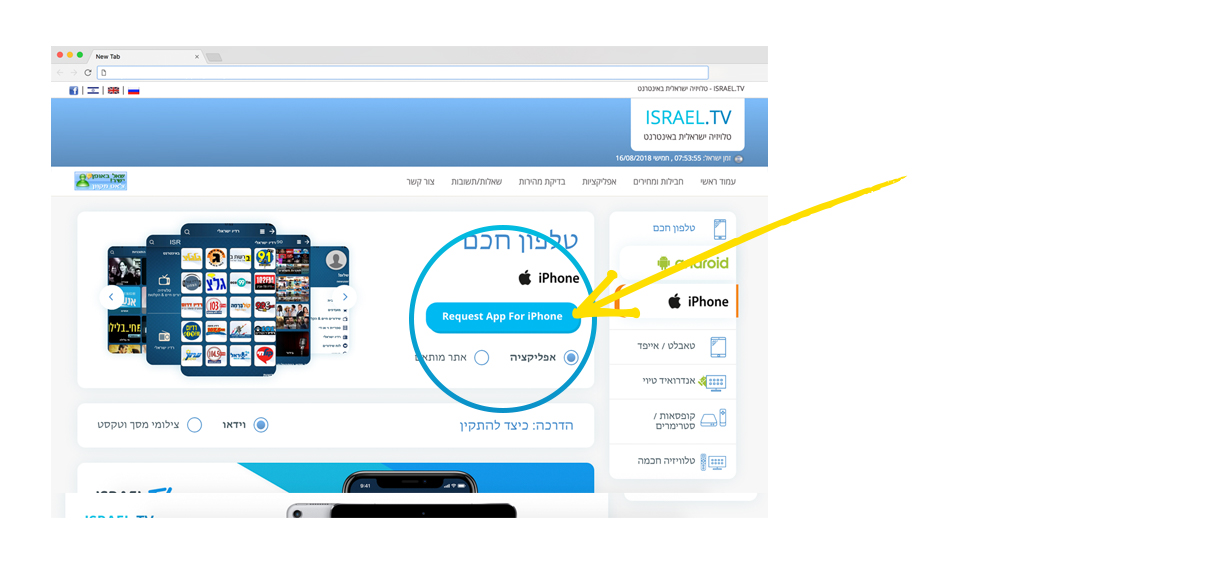 New Tab
ISRAEL.TV - טלויזיה ישראלית באינטרנט
ISRAEL.TV
טלויזיה ישראלית באינטרנט
זמן ישראל: 07:53:55 , חמישי 16/08/2018
עמוד ראשי
חבילות ומחירים
אפליקציות
בדיקת מהירות
שאלות/תשובות
צור קשר
טלפון חכם
iPhone
Request App For iPhone
אפליקציה
אתר מותאם
טלפון חכם
android
iPhone
טאבלט / אייפד
אנדרואיד טיוי
קופסאות /
סטרימרים
טלוויזיה חכמה
הדרכה: כיצד להתקין
וידאו
צילומי מסך וטקסט
9:41
ISRAEL
ISRAEL.TV